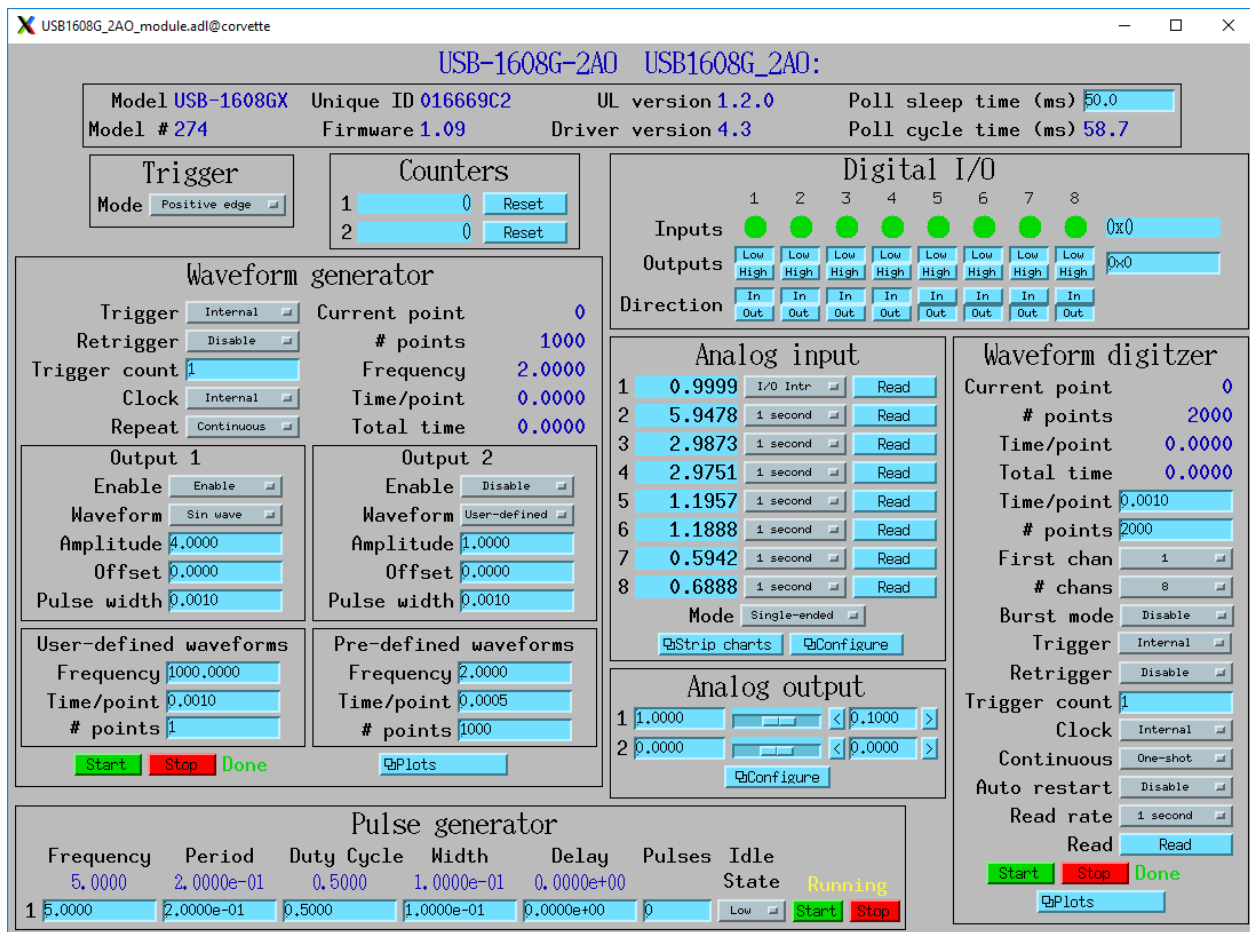 USB1608G_2AO_module.adl@corvette
USB-1608G-2AO USB1608G_2AO:
Model USB-1608GX Unique ID 016669C2 UL version 1.2.0 Poll sleep time (ms) 50.0
Model # 274 Firmware 1.09 Driver version 4.3 Poll cycle time (ms) 58.7
Trigger
Mode Positive edge
Counters
1 0 Reset
2 0 Reset
Digital I/O
1 2 3 4 5 6 7 8
Inputs 0x0
Outputs Low Low Low Low Low Low Low Low 0x0
High High High High High High High High
Direction In In In In In In In In
Out Out Out Out Out Out Out Out
Waveform generator
Trigger Internal Current point 0
Retrigger Disable # points 1000
Trigger count 1 Frequency 2.0000
Clock Internal Time/point 0.0000
Repeat Continuous Total time 0.0000
Output 1
Enable Enable
Waveform Sin wave
Amplitude 4.0000
Offset 0.0000
Pulse width 0.0010
Output 2
Enable Disable
Waveform User-defined
Amplitude 1.0000
Offset 0.0000
Pulse width 0.0010
User-defined waveforms
Frequency 1000.0000
Time/point 0.0010
# points 1
Pre-defined waveforms
Frequency 2.0000
Time/point 0.0005
# points 1000
Start Stop Done Plots
Analog input
1 0.9999 I/O Intr Read
2 5.9478 1 second Read
3 2.9873 1 second Read
4 2.9751 1 second Read
5 1.1957 1 second Read
6 1.1888 1 second Read
7 0.5942 1 second Read
8 0.6888 1 second Read
Mode Single-ended
Strip charts Configure
Analog output
1 1.0000 < 0.1000 >
2 0.0000 < 0.0000 >
Configure
Waveform digitzer
Current point 0
# points 2000
Time/point 0.0000
Total time 0.0000
Time/point 0.0010
# points 2000
First chan 1
# chans 8
Burst mode Disable
Trigger Internal
Retrigger Disable
Trigger count 1
Clock Internal
Continuous One-shot
Auto restart Disable
Read rate 1 second
Read Read
Start Stop Done
Plots
Pulse generator
Frequency Period Duty Cycle Width Delay Pulses Idle
5.0000 2.0000e-01 0.5000 1.0000e-01 0.0000e+00 State Running
1 5.0000 2.0000e-01 0.5000 1.0000e-01 0.0000e+00 0 Low Start Stop